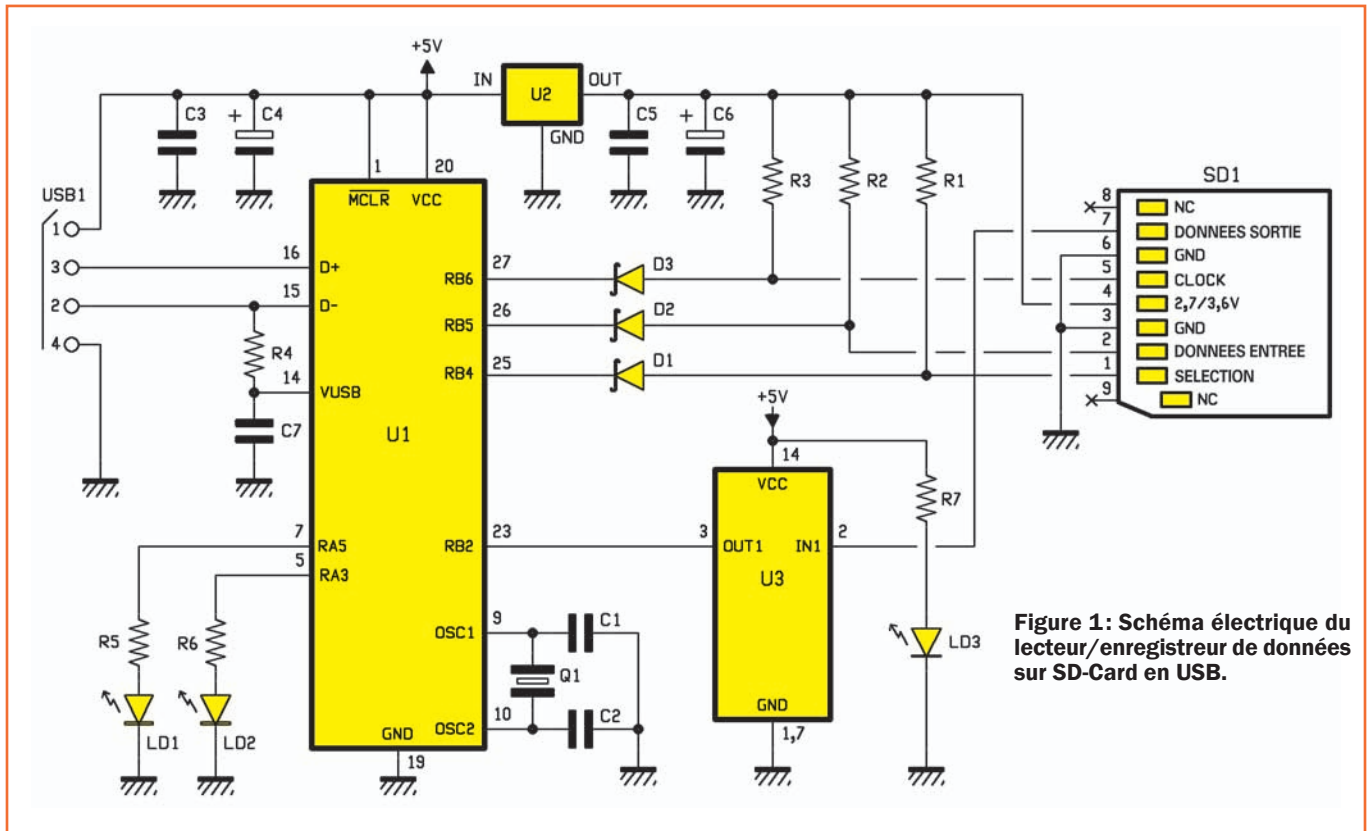 +5V
IN
U2
OUT
GND
C3
+
C4
C5
+
C6
R3
R2
R1
SD1
8
NC
7
DONNEES SORTIE
6
GND
5
CLOCK
4
2,7/3,6V
3
GND
2
DONNEES ENTREE
1
SELECTION
9
NC
USB1
1
3
2
4
1
20
MCLR
VCC
16
D+
15
D-
R4
14
VUSB
C7
U1
27
RB6
D3
26
RB5
D2
25
RB4
D1
+5V
14
VCC
R7
7
RA5
5
RA3
23
RB2
3
OUT1
IN1
2
U3
R5
R6
LD1
LD2
9
OSC1
C1
Q1
10
OSC2
C2
GND
19
GND
1,7
LD3
Figure 1: Schéma électrique du
lecteur/enregistreur de données
sur SD-Card en USB.